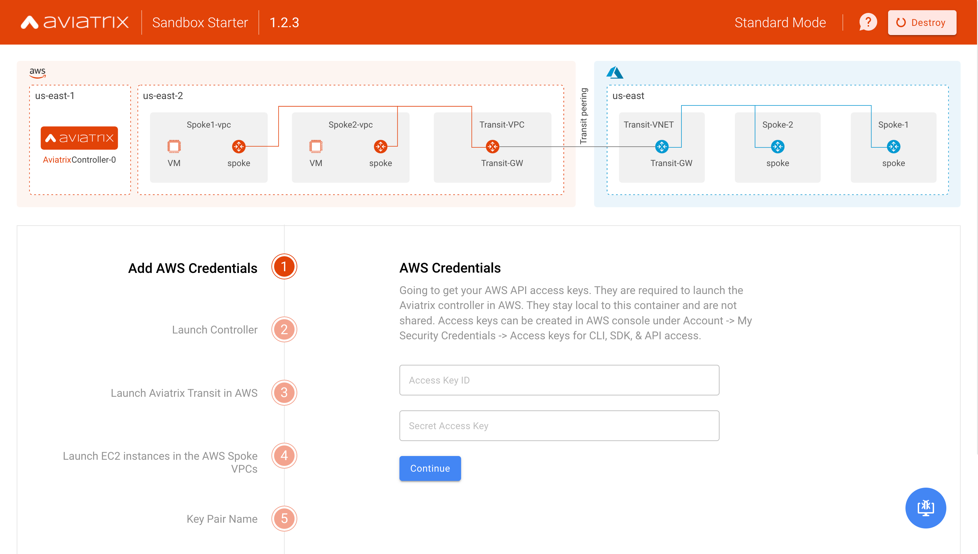 AVIATRIX
Sandbox Starter
1.2.3
Standard Mode
?
Destroy
aws
us-east-1
AVIATRIX
AviatrixController-0
us-east-2
Spoke1-vpc
VM
spoke
Spoke2-vpc
VM
spoke
Transit-VPC
Transit-GW
Transit peering
us-east
Transit-VNET
Transit-GW
Spoke-2
spoke
Spoke-1
spoke
Add AWS Credentials
1
Launch Controller
2
Launch Aviatrix Transit in AWS
3
Launch EC2 instances in the AWS Spoke
VPCs
4
Key Pair Name
5
AWS Credentials
Going to get your AWS API access keys. They are required to launch the
Aviatrix controller in AWS. They stay local to this container and are not
shared. Access keys can be created in AWS console under Account -> My
Security Credentials -> Access keys for CLI, SDK, & API access.
Access Key ID
Secret Access Key
Continue